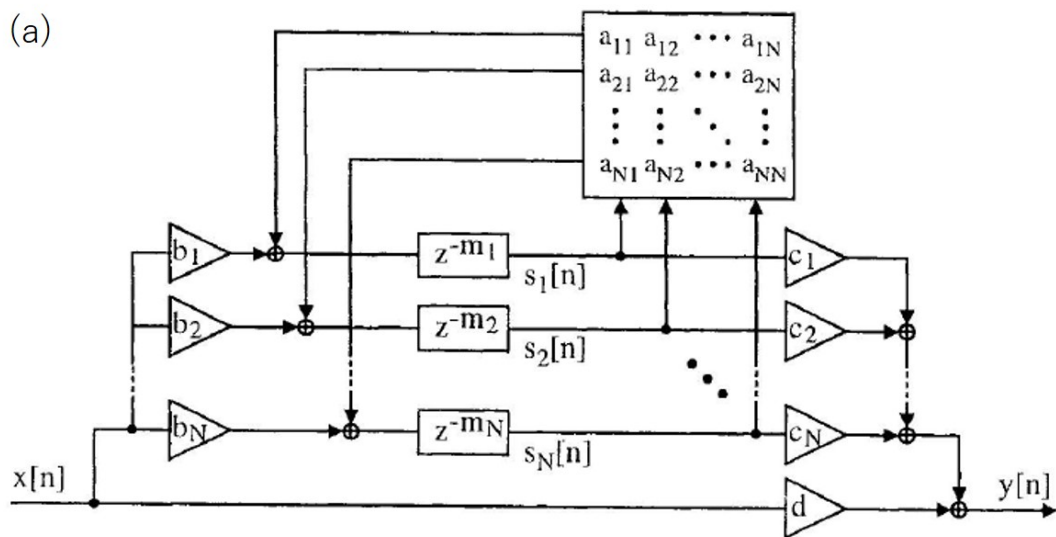 (a)
a11 a12 ••• a1N
a21 a22 ••• a2N
aN1 aN2 ••• aNN
b1 z-m1 s1[n] c1
b2 z-m2 s2[n] c2
bN z-mN sN[n] cN
x[n] d y[n]